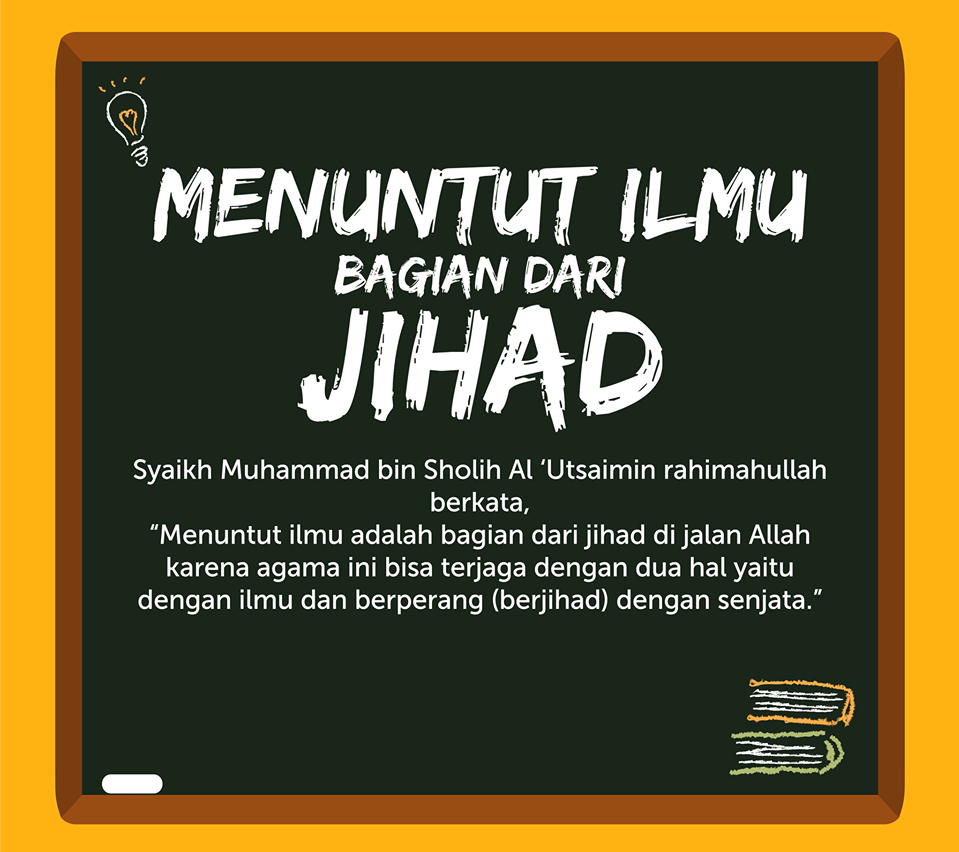 MENUNTUT ILMU
BAGIAN DARI
JIHAD
Syaikh Muhammad bin Sholih Al ‘Utsaimin rahimahullah
berkata,
“Menuntut ilmu adalah bagian dari jihad di jalan Allah
karena agama ini bisa terjaga dengan dua hal yaitu
dengan ilmu dan berperang (berjihad) dengan senjata.”